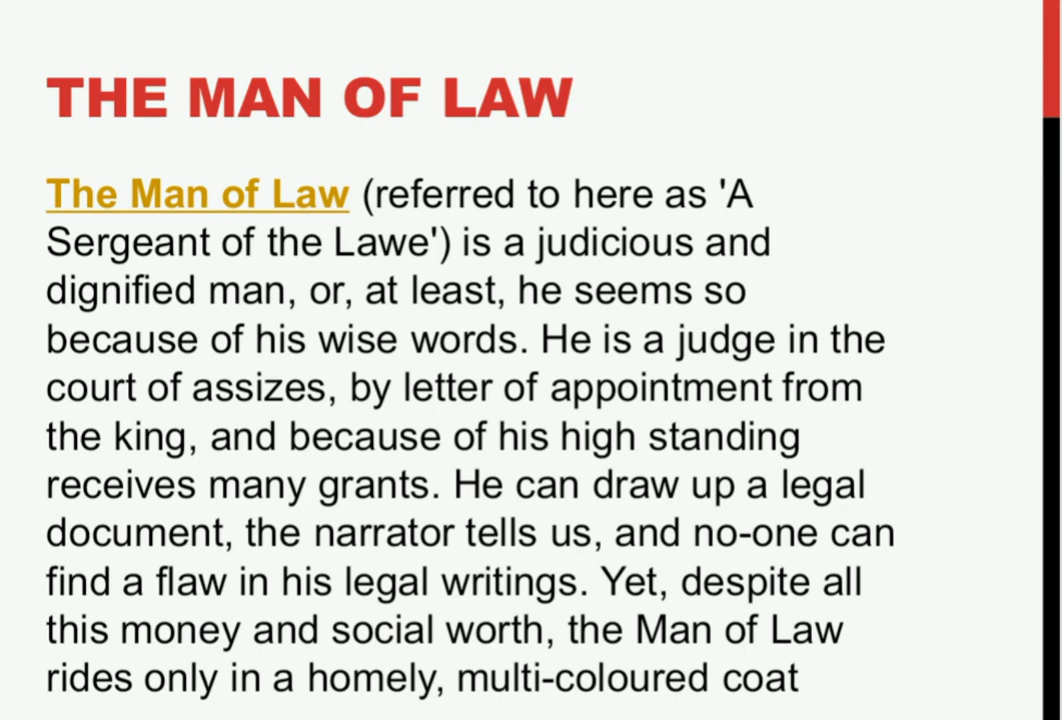 THE MAN OF LAW
The Man of Law (referred to here as 'A
Sergeant of the Lawe') is a judicious and
dignified man, or, at least, he seems so
because of his wise words. He is a judge in the
court of assizes, by letter of appointment from
the king, and because of his high standing
receives many grants. He can draw up a legal
document, the narrator tells us, and no-one can
find a flaw in his legal writings. Yet, despite all
this money and social worth, the Man of Law
rides only in a homely, multi-coloured coat